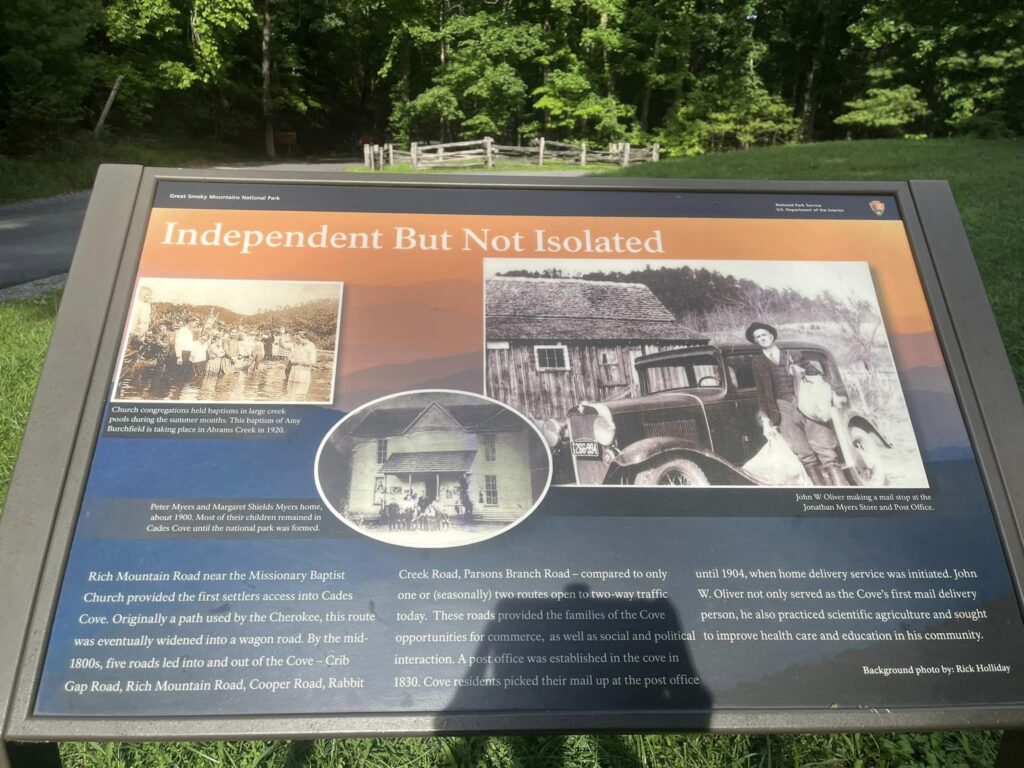 Great Smoky Mountains National Park
National Park Service
U.S. Department of the Interior
Independent But Not Isolated
Church congregations held baptisms in large creek
pools during the summer months. This baptism of Amy
Burchfield is taking place in Abrams Creek in 1920.
Peter Myers and Margaret Shields Myers home,
about 1900. Most of their children remained in
Cades Cove until the national park was formed.
John W Oliver making a mail stop at the
Jonathan Myers Store and Post Office.
Rich Mountain Road near the Missionary Baptist
Church provided the first settlers access into Cades
Cove. Originally a path used by the Cherokee, this route
was eventually widened into a wagon road. By the mid-
1800s, five roads led into and out of the Cove – Crib
Gap Road, Rich Mountain Road, Cooper Road, Rabbit
Creek Road, Parsons Branch Road – compared to only
one or (seasonally) two routes open to two-way traffic
today. These roads provided the families of the Cove
opportunities for commerce, as well as social and political
interaction. A post office was established in the cove in
1830. Cove residents picked their mail up at the post office
until 1904, when home delivery service was initiated. John
W. Oliver not only served as the Cove's first mail delivery
person, he also practiced scientific agriculture and sought
to improve health care and education in his community.
Background photo by: Rick Holliday